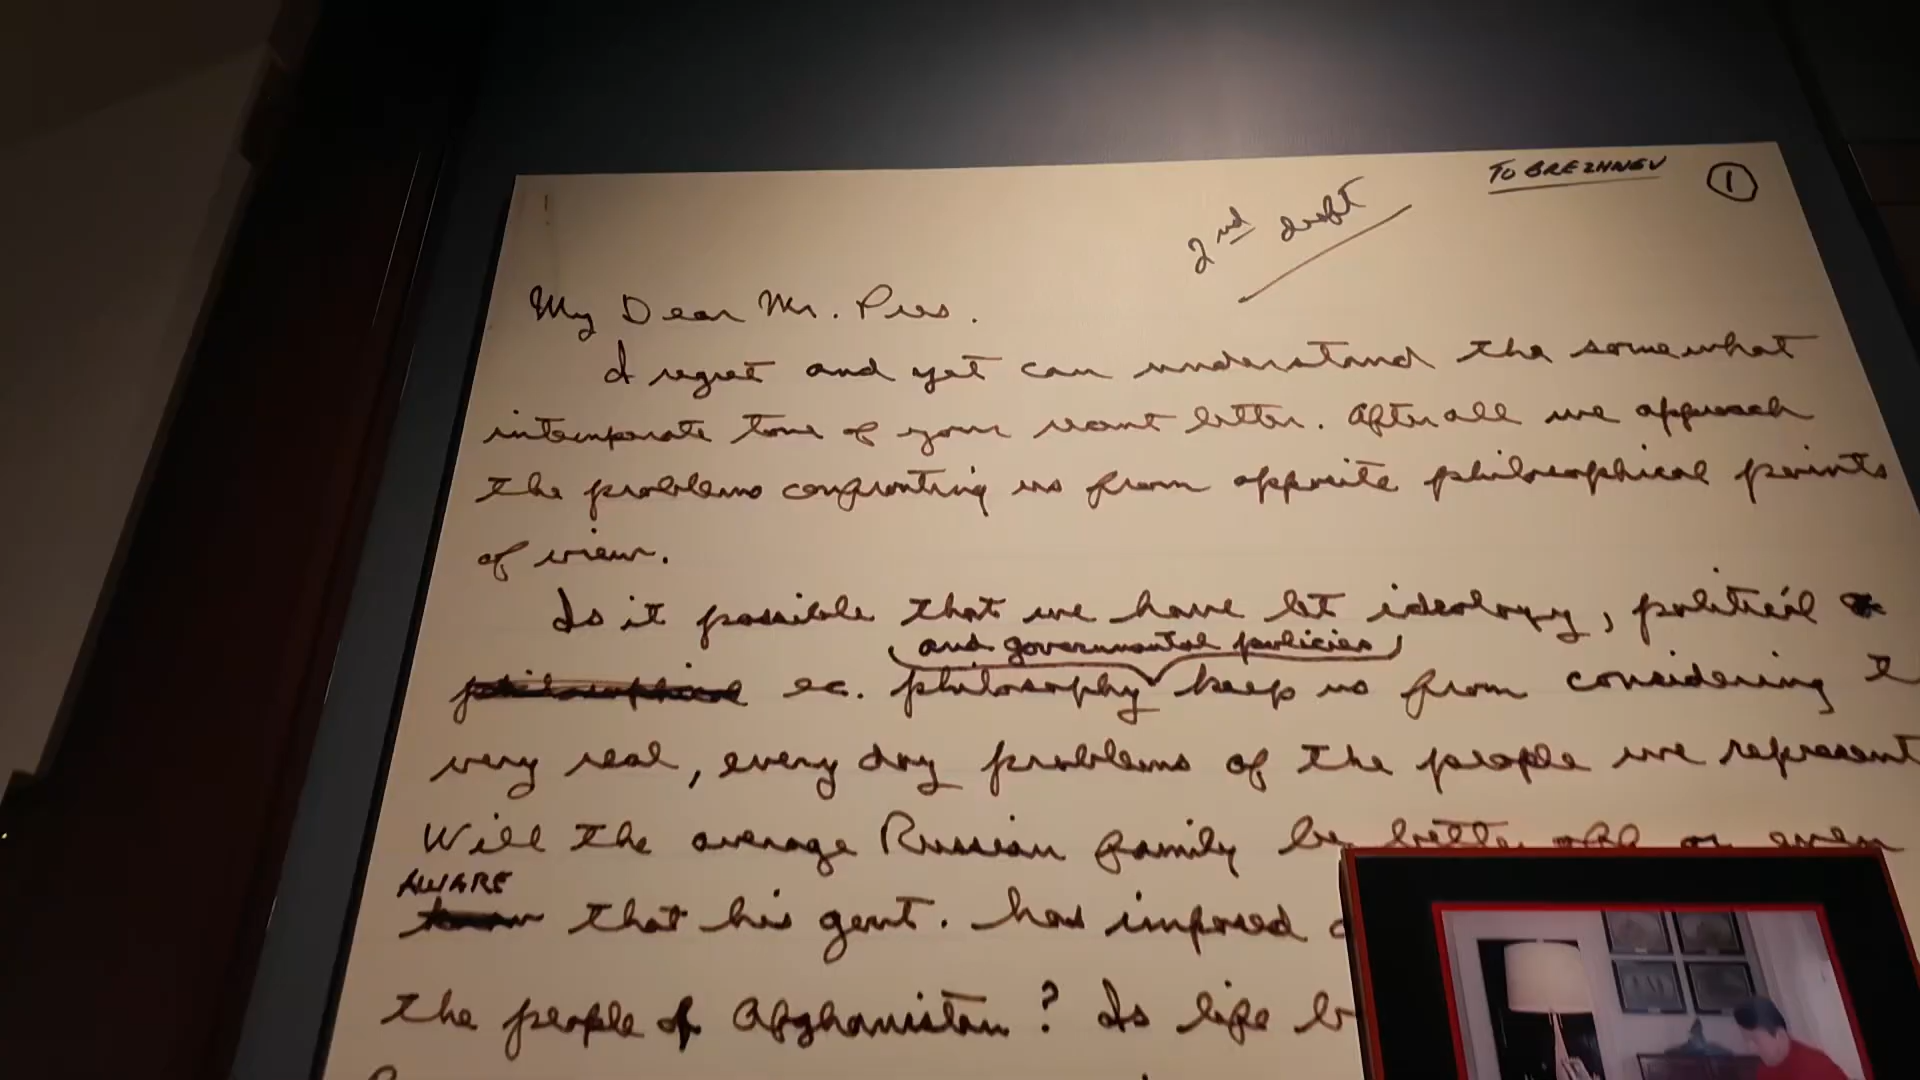 TO BREZHNEV 1
2nd draft
My Dear Mr. Pres.
I regret and yet can understand the somewhat
intemperate tone of your recent letter. After all we approach
the problems confronting us from opposite philosophical points
of view.
Is it possible that we have let ideology, political
and governmental policies
philosophical ec. philosophy keep us from considering
very real, every day problems of the people we represent
Will the average Russian family be better off or even
AWARE
that his govt. has imposed
the people of Afghanistan? Is life